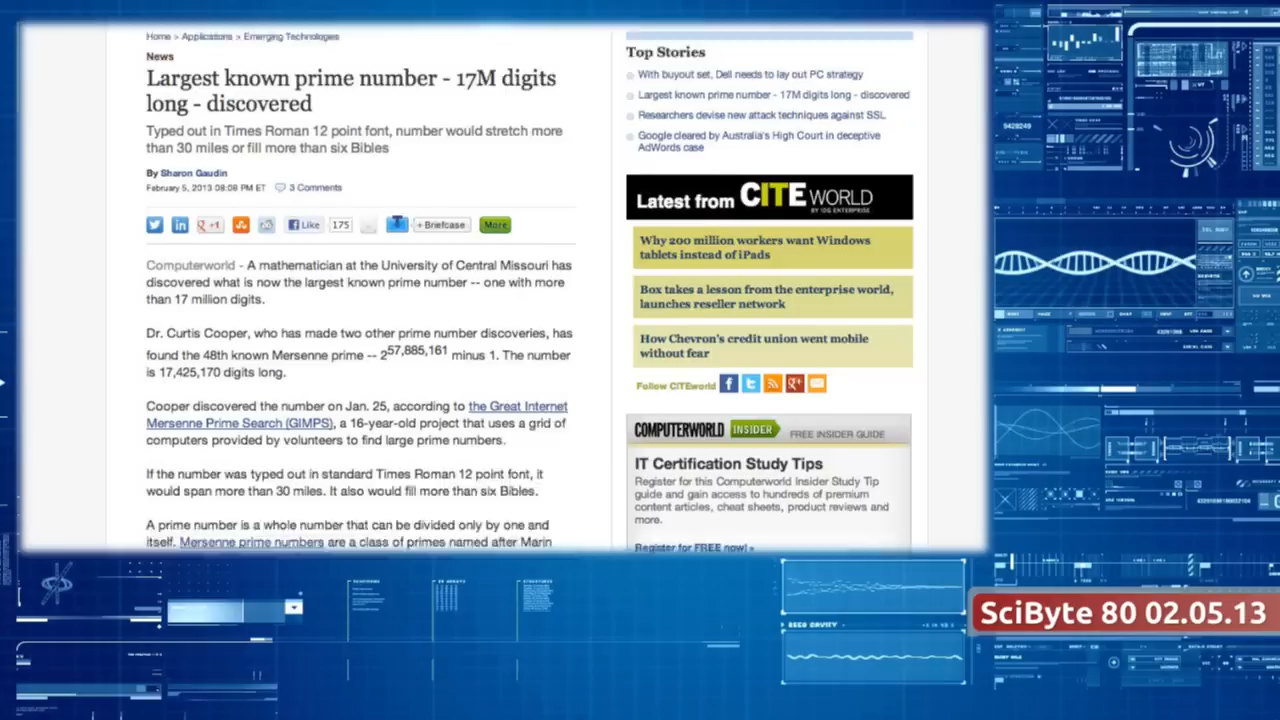 Home > Applications > Emerging Technologies
News
Largest known prime number - 17M digits
long - discovered
Typed out in Times Roman 12 point font, number would stretch more
than 30 miles or fill more than six Bibles
By Sharon Gaudin
February 5, 2013 08:08 PM ET 3 Comments
+1 Like 175 + Briefcase More
Computerworld - A mathematician at the University of Central Missouri has
discovered what is now the largest known prime number -- one with more
than 17 million digits.
Dr. Curtis Cooper, who has made two other prime number discoveries, has
found the 48th known Mersenne prime -- 2^57,885,161 minus 1. The number
is 17,425,170 digits long.
Cooper discovered the number on Jan. 25, according to the Great Internet
Mersenne Prime Search (GIMPS), a 16-year-old project that uses a grid of
computers provided by volunteers to find large prime numbers.
If the number was typed out in standard Times Roman 12 point font, it
would span more than 30 miles. It also would fill more than six Bibles.
A prime number is a whole number that can be divided only by one and
itself. Mersenne prime numbers are a class of primes named after Marin
Top Stories
With buyout set, Dell needs to lay out PC strategy
Largest known prime number - 17M digits long - discovered
Researchers devise new attack techniques against SSL
Google cleared by Australia's High Court in deceptive
AdWords case
Latest from CITE WORLD
BY IDG ENTERPRISE
Why 200 million workers want Windows
tablets instead of iPads
Box takes a lesson from the enterprise world,
launches reseller network
How Chevron's credit union went mobile
without fear
Follow CITEworld
COMPUTERWORLD INSIDER FREE INSIDER GUIDE
IT Certification Study Tips
Register for this Computerworld Insider Study Tip
guide and gain access to hundreds of premium
content articles, cheat sheets, product reviews and
more.
Register for FREE now! »
SciByte 80 02.05.13